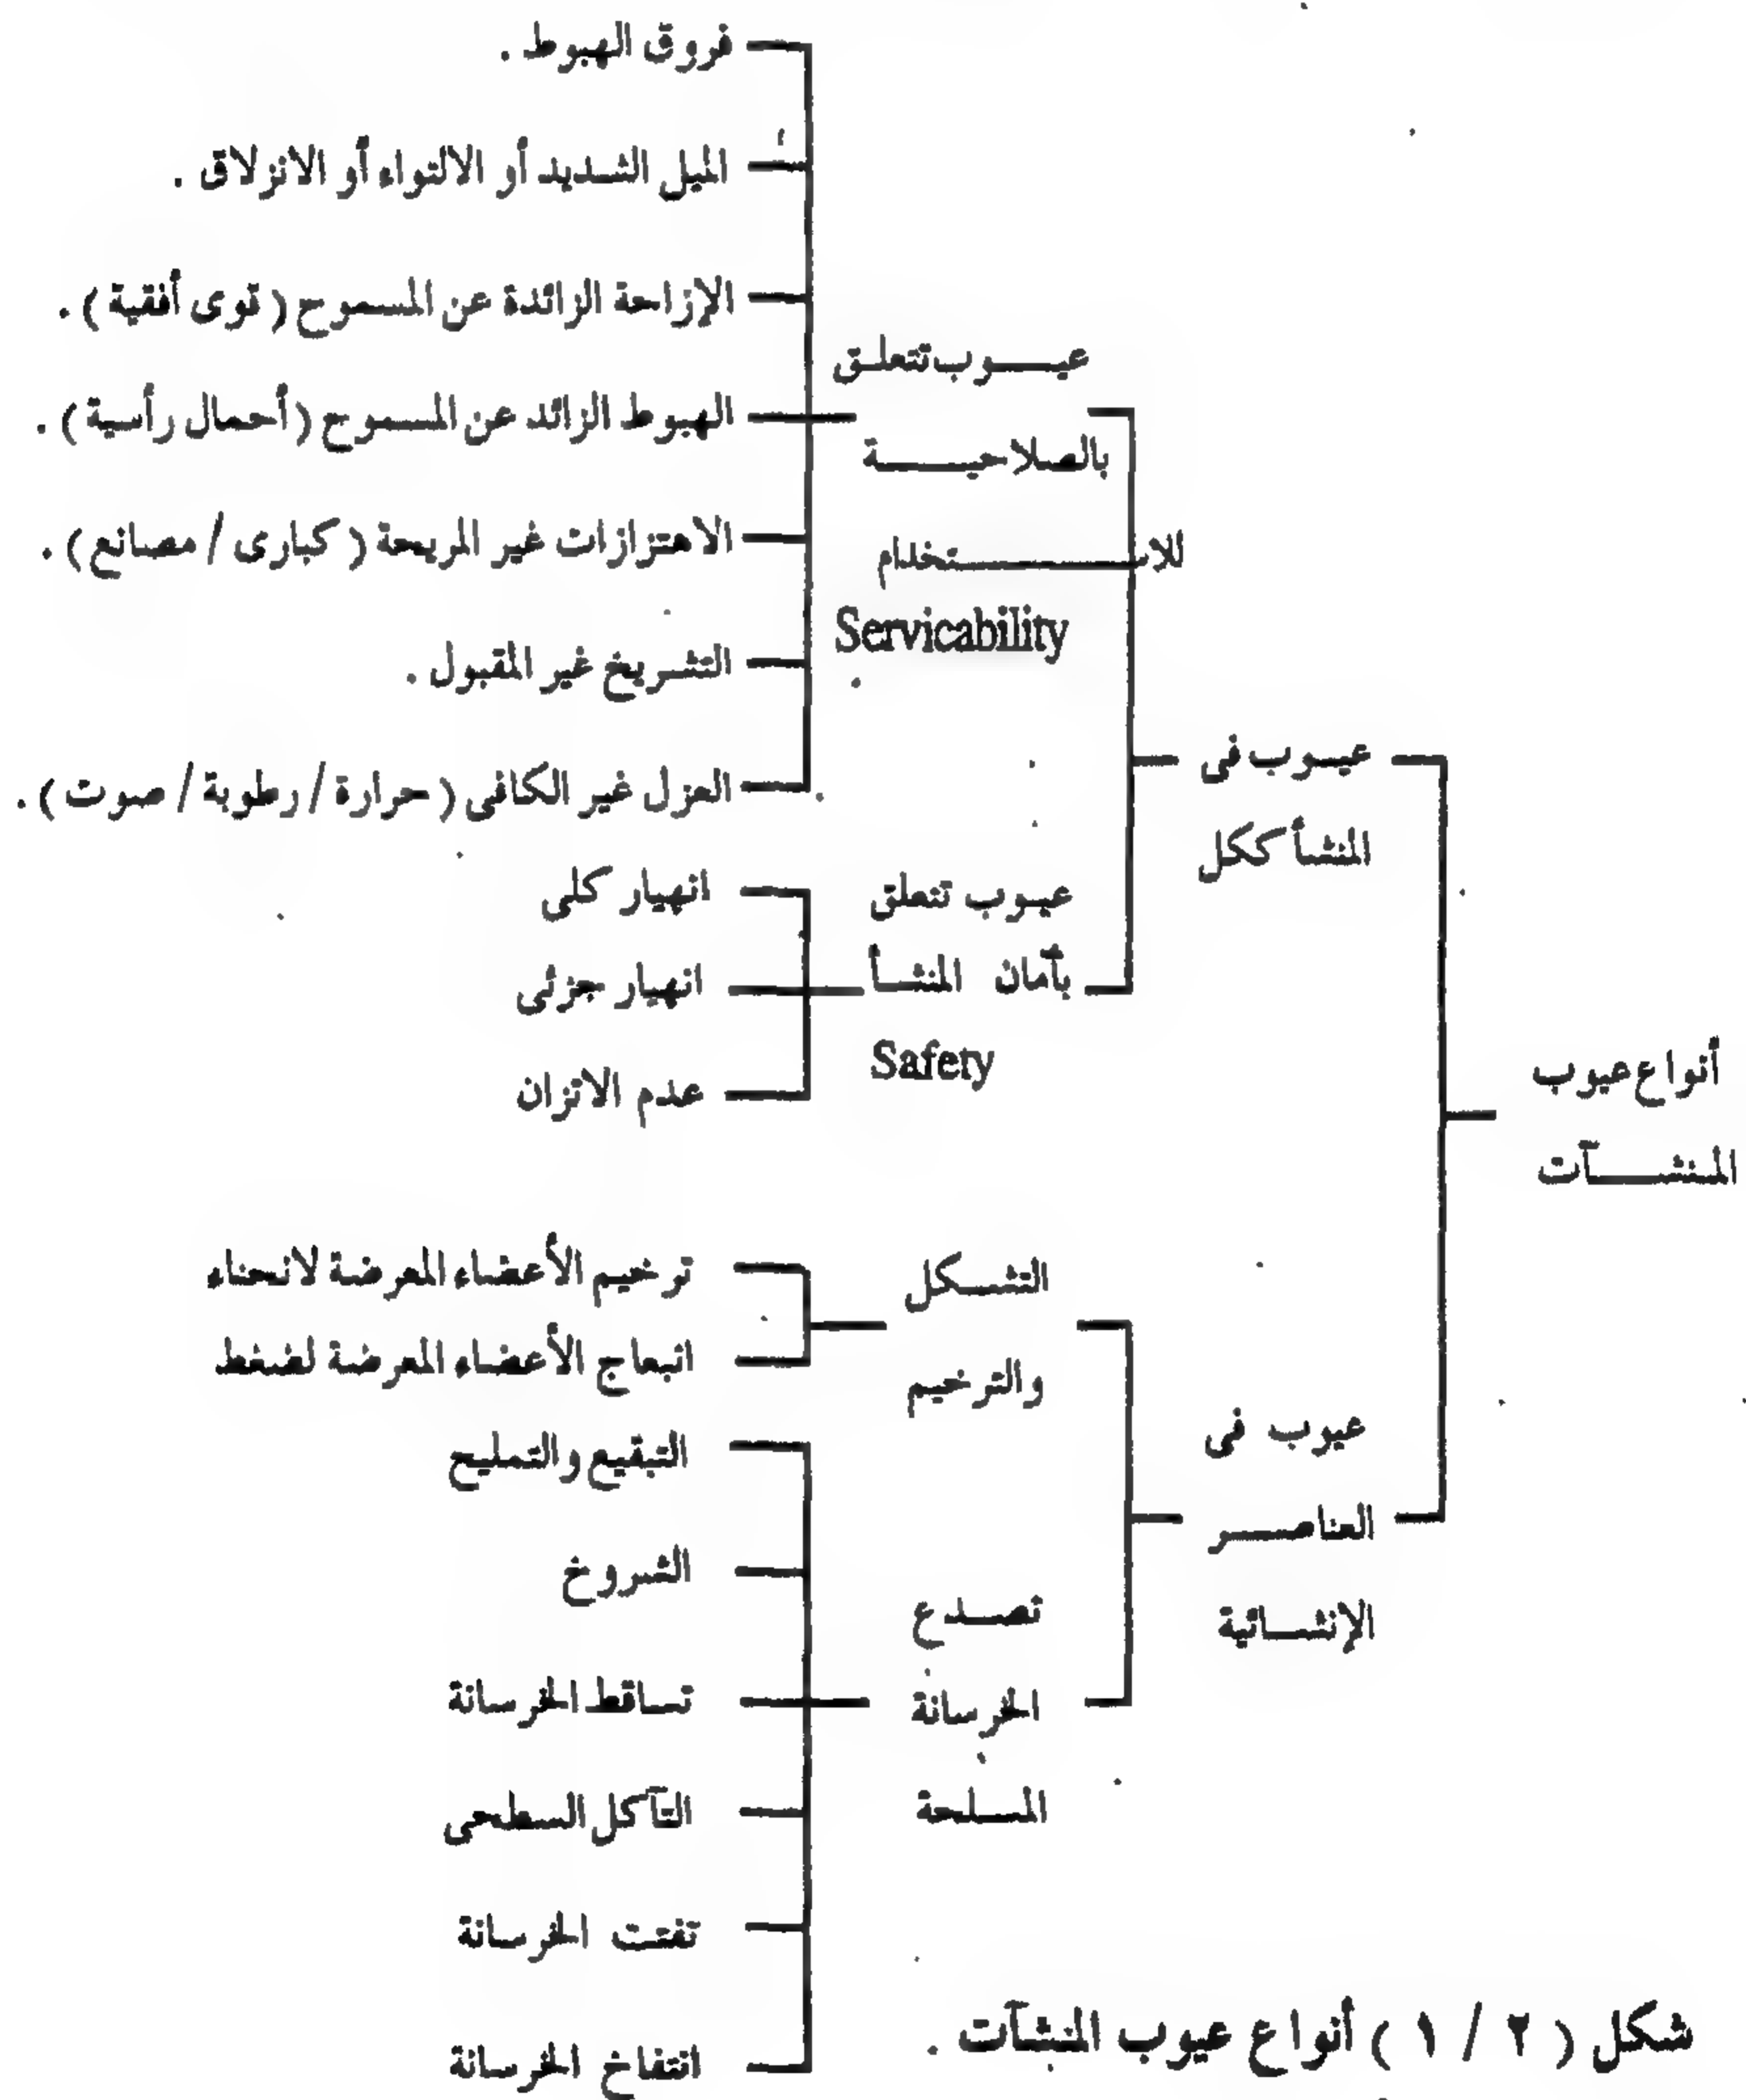 أنواع عيوب
المنشآت
عيوب فى
المنشأ ككل
عيوب تتعلق
بالصلاحية
للاستخدام
Servicability
فروق الهبوط .
الميل الشديد أو الالتواء أو الانزلاق .
الإزاحة الزائدة عن المسموح ( قوى أفقية ) .
الهبوط الزائد عن المسموح ( أحمال رأسية ) .
الاهتزازات غير المريحة ( كبارى / مصانع ) .
التشريخ غير المقبول .
العزل غير الكافى ( حرارة / رطوبة / صوت ) .
عيوب تتعلق
بأمان المنشأ
Safety
انهيار كلى
انهيار جزئى
عدم الاتزان
عيوب فى
العناصر
الإنشائية
التشكل
والترخيم
ترخيم الأعضاء المعرضة لانحناء
انبعاج الأعضاء المعرضة لضغط
تصدع
الخرسانة
المسلحة
التبقيع والتمليح
الشروخ
تساقط الخرسانة
التآكل السطحى
تفتت الخرسانة
انتفاخ الخرسانة
شكل ( ٢ / ١ ) أنواع عيوب المنشآت .